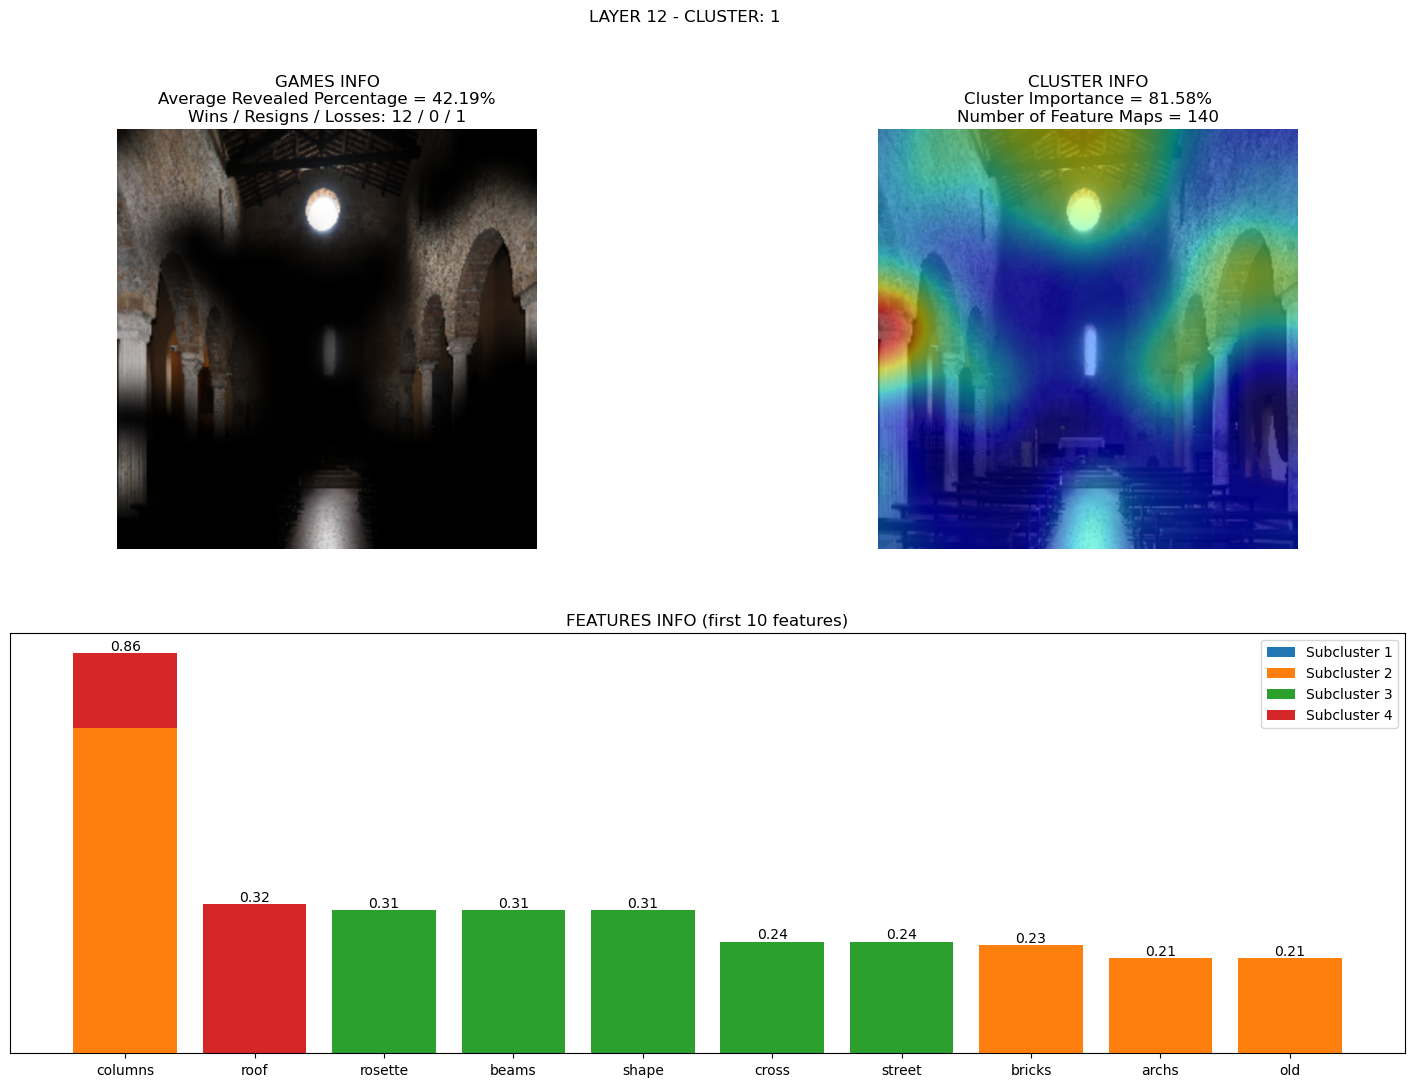 LAYER 12 - CLUSTER: 1
GAMES INFO
Average Revealed Percentage = 42.19%
Wins / Resigns / Losses: 12 / 0 / 1
CLUSTER INFO
Cluster Importance = 81.58%
Number of Feature Maps = 140
FEATURES INFO (first 10 features)
0.86
0.32
0.31
0.31
0.31
0.24
0.24
0.23
0.21
0.21
Subcluster 1
Subcluster 2
Subcluster 3
Subcluster 4
columns
roof
rosette
beams
shape
cross
street
bricks
archs
old